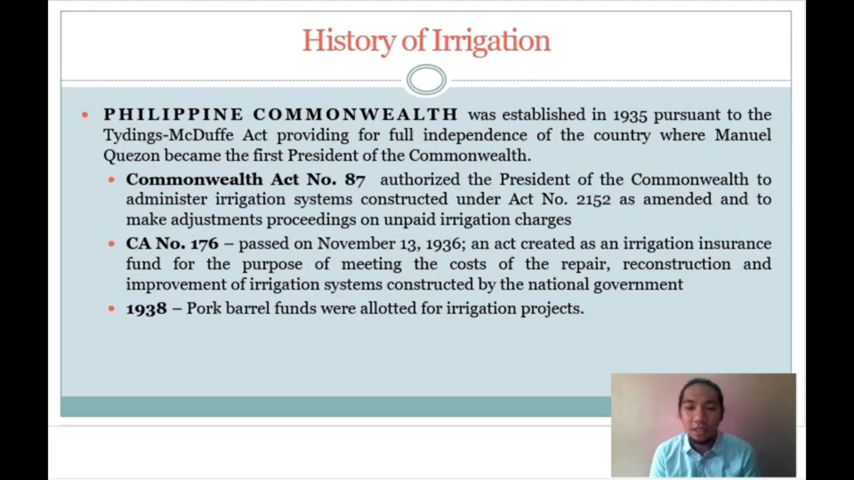 History of Irrigation
PHILIPPINE COMMONWEALTH was established in 1935 pursuant to the
Tydings-McDuffe Act providing for full independence of the country where Manuel
Quezon became the first President of the Commonwealth.
Commonwealth Act No. 87 authorized the President of the Commonwealth to
administer irrigation systems constructed under Act No. 2152 as amended and to
make adjustments proceedings on unpaid irrigation charges
CA No. 176 – passed on November 13, 1936; an act created as an irrigation insurance
fund for the purpose of meeting the costs of the repair, reconstruction and
improvement of irrigation systems constructed by the national government
1938 – Pork barrel funds were allotted for irrigation projects.